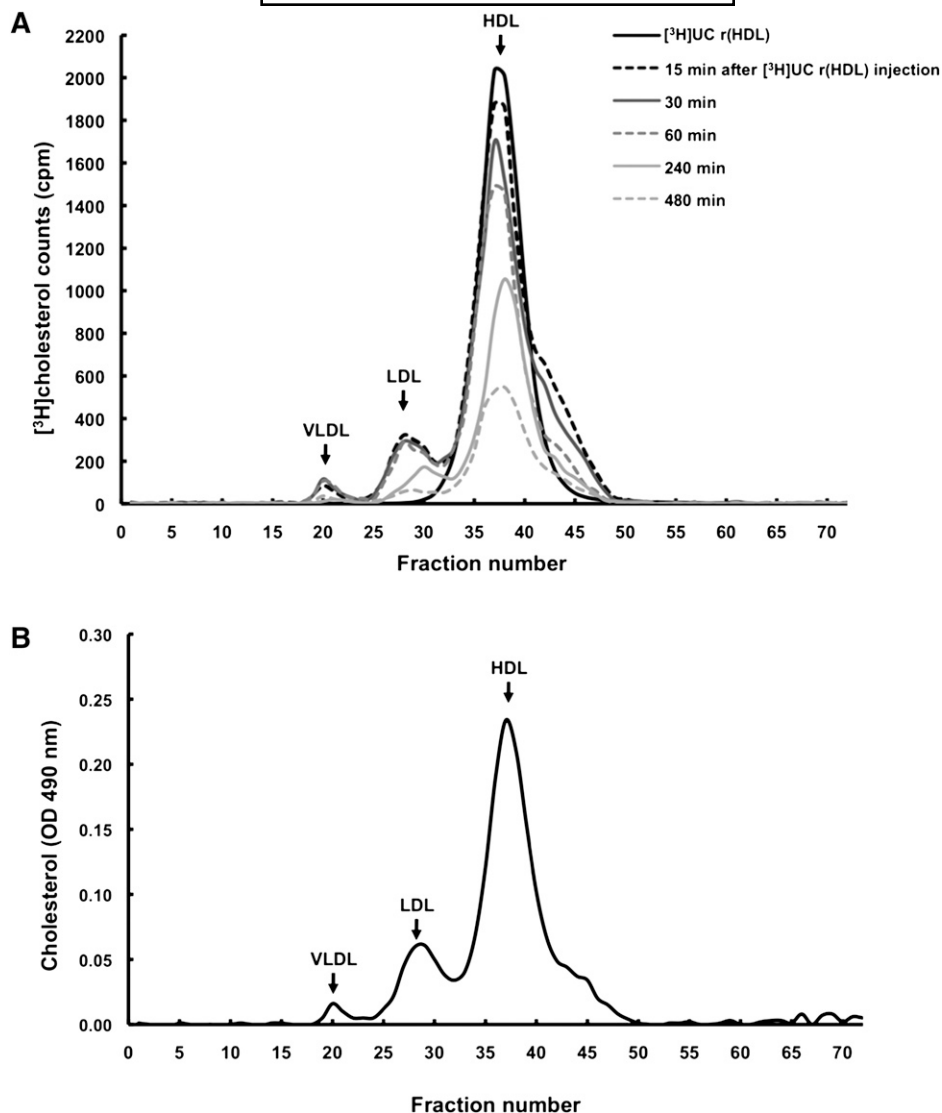 A
HDL
[³H]UC r(HDL)
15 min after [³H]UC r(HDL) injection
30 min
60 min
240 min
480 min
2200
2000
1800
1600
1400
1200
1000
800
600
400
200
0
[³H]cholesterol counts (cpm)
LDL
VLDL
0 5 10 15 20 25 30 35 40 45 50 55 60 65 70
Fraction number
B
0.30
0.25
0.20
0.15
0.10
0.05
0.00
Cholesterol (OD 490 nm)
HDL
LDL
VLDL
0 5 10 15 20 25 30 35 40 45 50 55 60 65 70
Fraction number